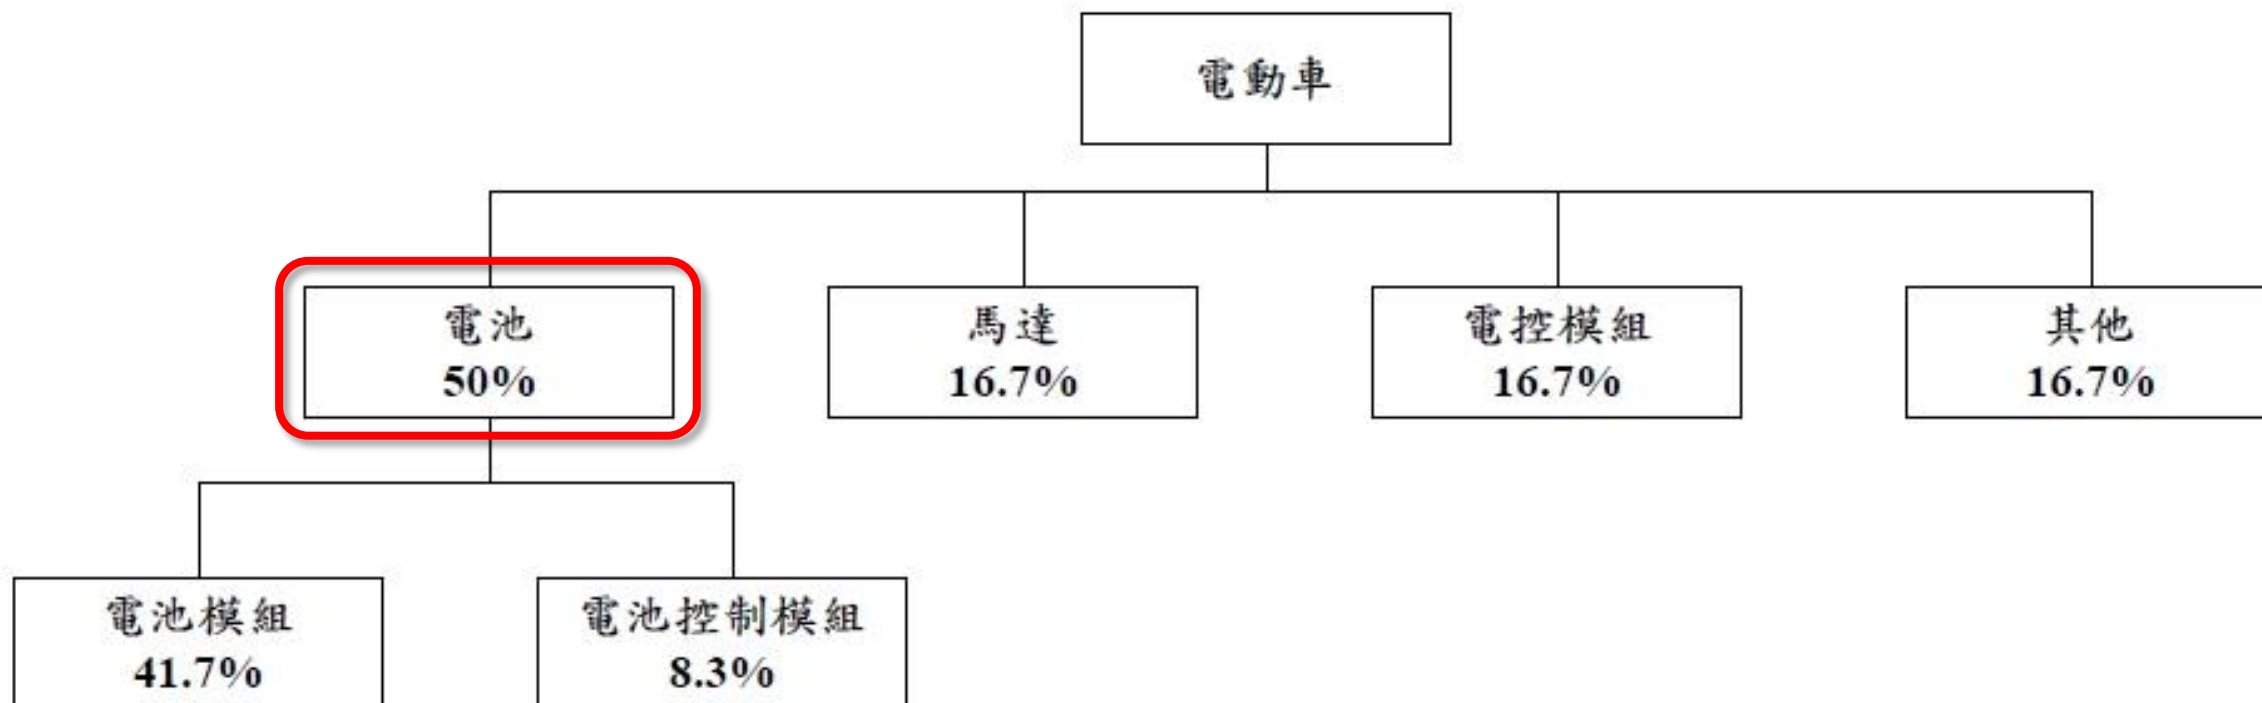 電動車
電池
50%
馬達
16.7%
電控模組
16.7%
其他
16.7%
電池模組
41.7%
電池控制模組
8.3%